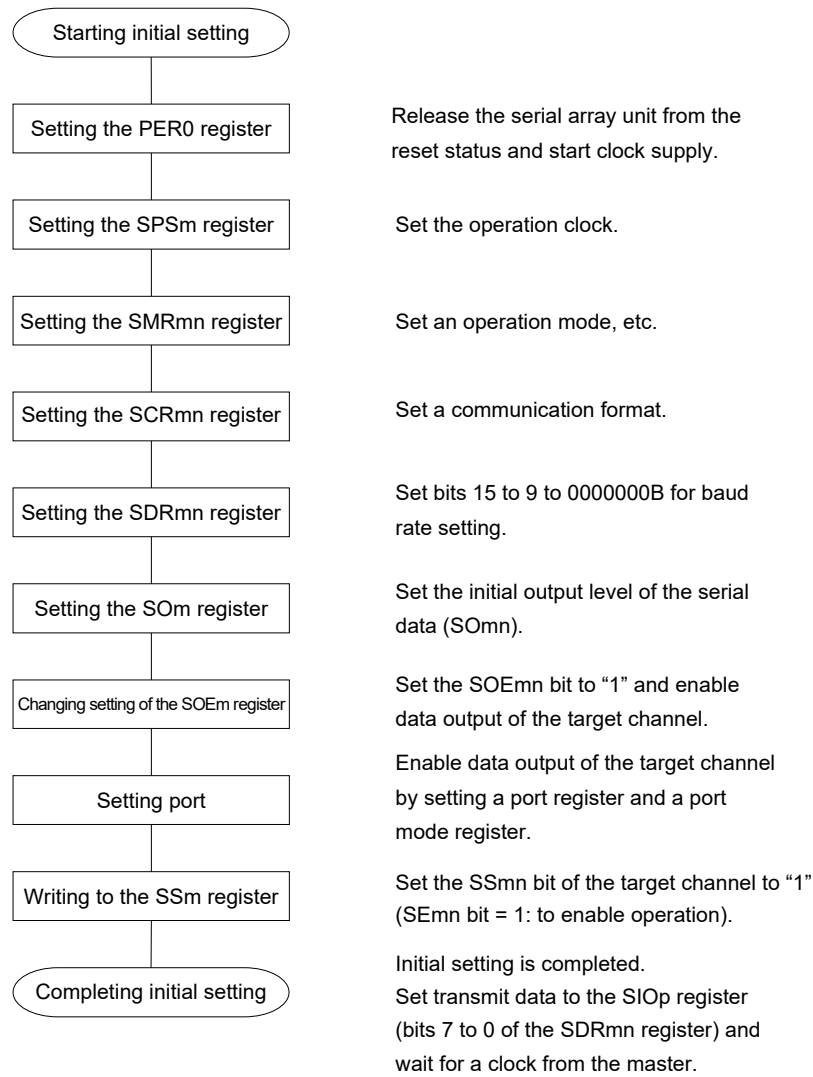 Starting initial setting
Setting the PER0 register
Release the serial array unit from the
reset status and start clock supply.
Setting the SPSm register
Set the operation clock.
Setting the SMRmn register
Set an operation mode, etc.
Setting the SCRmn register
Set a communication format.
Setting the SDRmn register
Set bits 15 to 9 to 0000000B for baud
rate setting.
Setting the SOm register
Set the initial output level of the serial
data (SOmn).
Changing setting of the SOEm register
Set the SOEmn bit to “1” and enable
data output of the target channel.
Setting port
Enable data output of the target channel
by setting a port register and a port
mode register.
Writing to the SSm register
Set the SSmn bit of the target channel to “1”
(SEmn bit = 1: to enable operation).
Completing initial setting
Initial setting is completed.
Set transmit data to the SIOp register
(bits 7 to 0 of the SDRmn register) and
wait for a clock from the master.